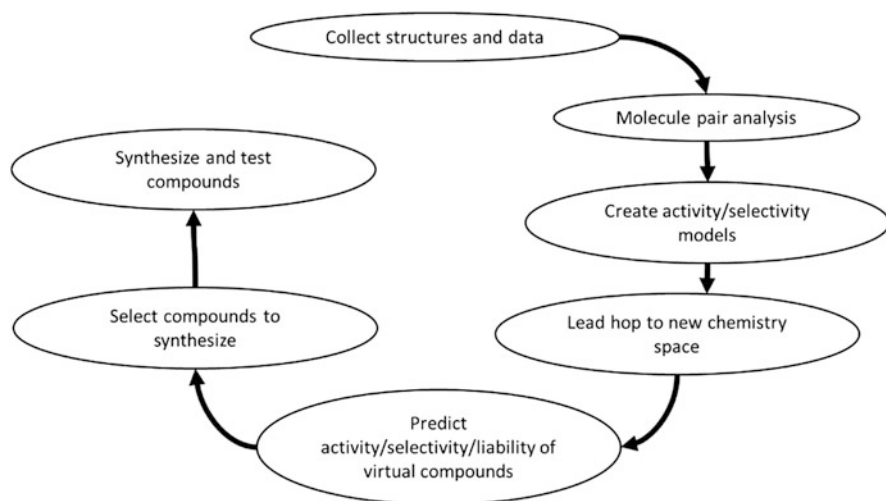 Collect structures and data
Molecule pair analysis
Create activity/selectivity
models
Lead hop to new chemistry
space
Predict
activity/selectivity/liability of
virtual compounds
Select compounds to
synthesize
Synthesize and test
compounds